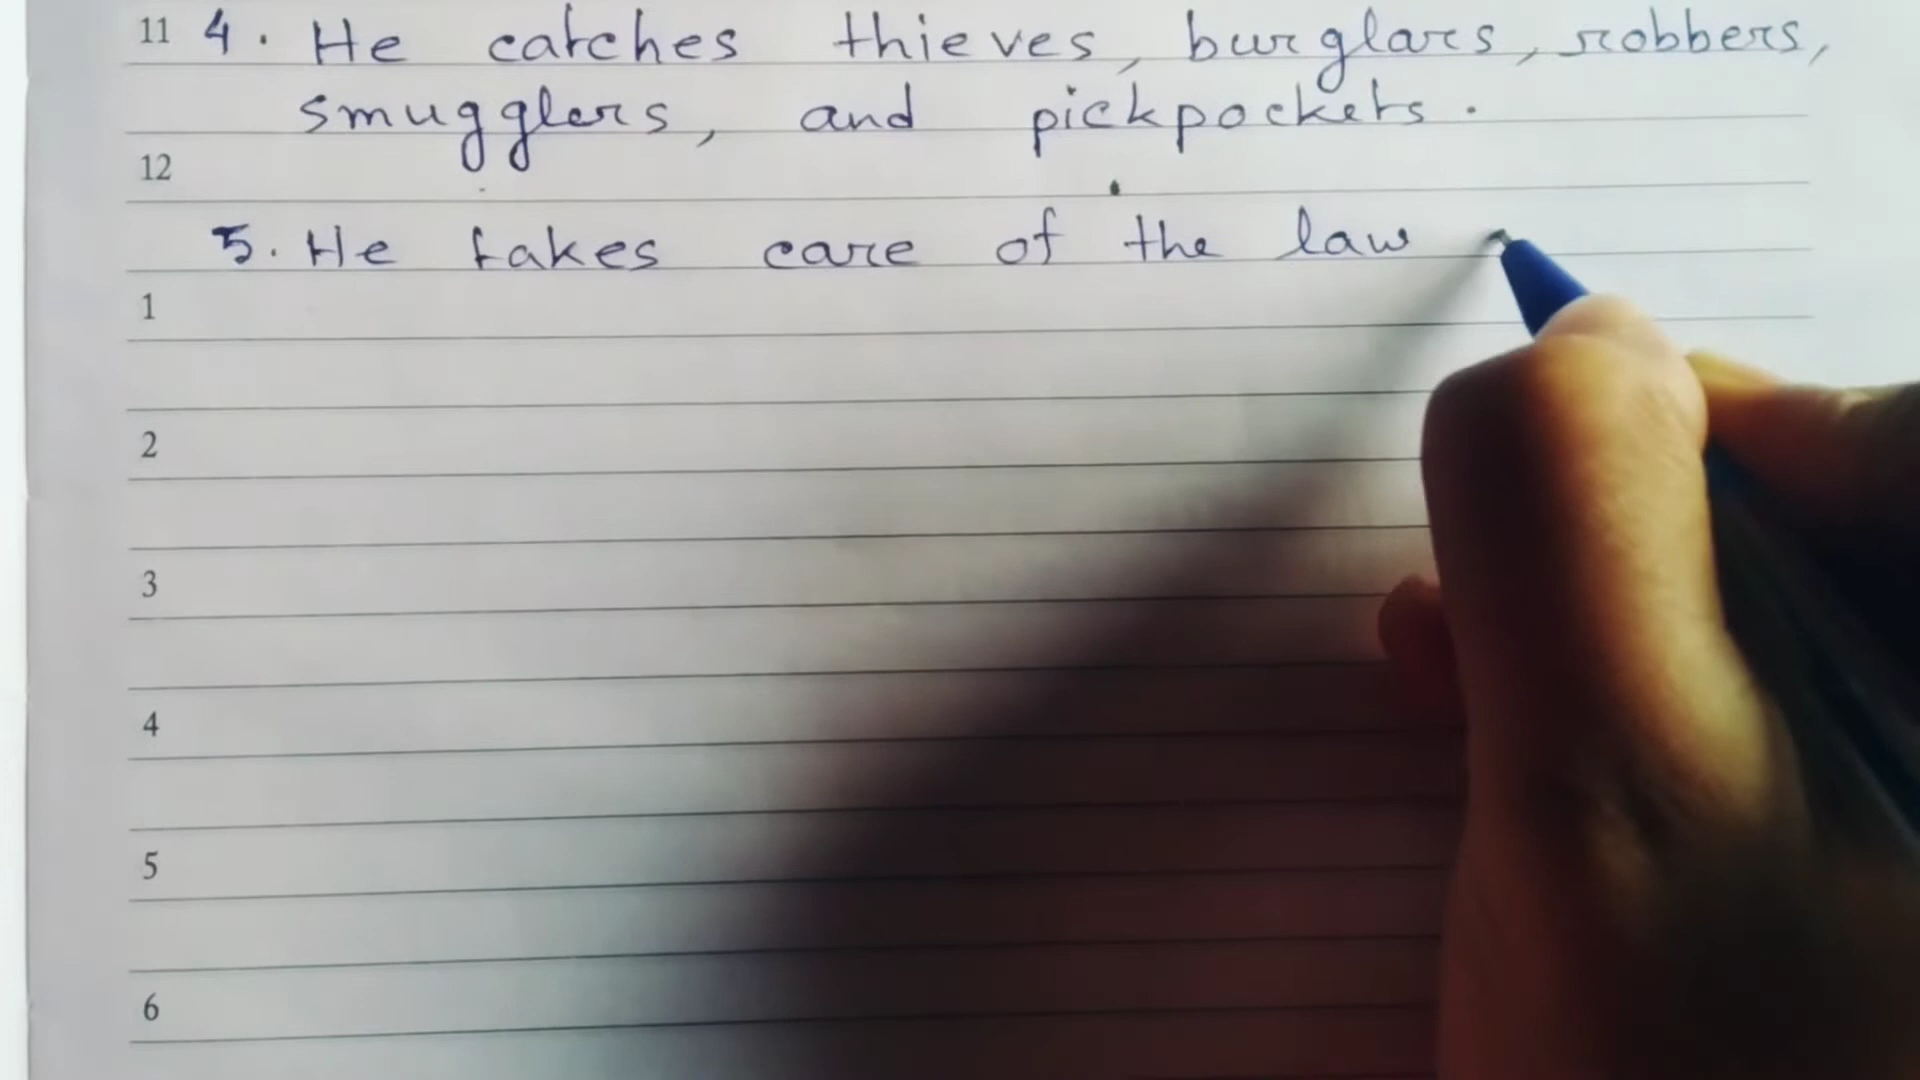 11 4. He catches thieves, burglars, robbers,
smugglers, and pickpockets.
12
5. He takes care of the law
1
2
3
4
5
6